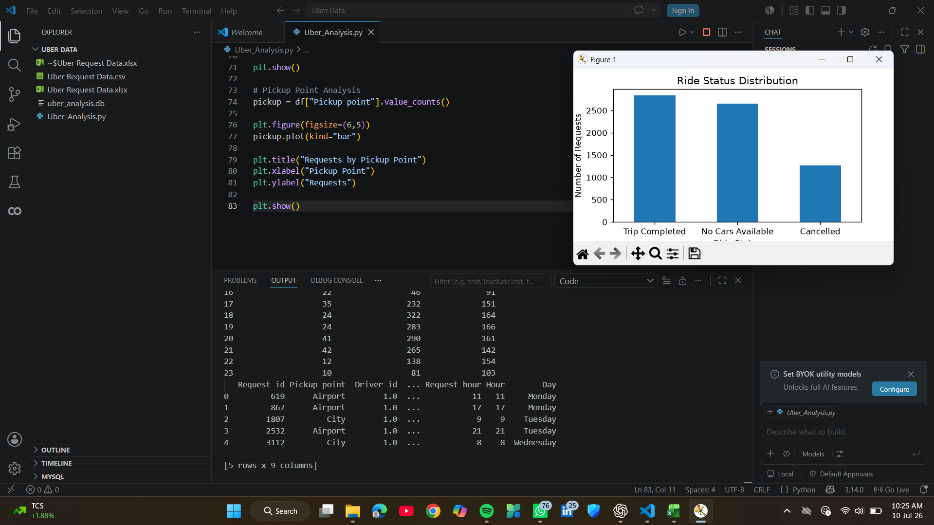 File Edit Selection View Go Run Terminal Help
Uber Data
Sign In
EXPLORER
UBER DATA
~$Uber Request Data.xlsx
Uber Request Data.csv
Uber Request Data.xlsx
uber_analysis.db
Uber_Analysis.py
OUTLINE
TIMELINE
MYSQL
Welcome
Uber_Analysis.py
Uber_Analysis.py > ...
71 plt.show()
72
73 # Pickup Point Analysis
74 pickup = df["Pickup point"].value_counts()
75
76 plt.figure(figsize=(6,5))
77 pickup.plot(kind="bar")
78
79 plt.title("Requests by Pickup Point")
80 plt.xlabel("Pickup Point")
81 plt.ylabel("Requests")
82
83 plt.show()
CHAT
SESSIONS
Figure 1
Ride Status Distribution
Number of Requests
2500
2000
1500
1000
500
0
Trip Completed No Cars Available Cancelled
PROBLEMS OUTPUT DEBUG CONSOLE ...
Filter (e.g. text, !excludeText, t...
Code
16 22 46 91
17 35 232 151
18 24 322 164
19 24 283 166
20 41 290 161
21 42 265 142
22 12 138 154
23 10 81 103
Request id Pickup point Driver id ... Request hour Hour Day
0 619 Airport 1.0 ... 11 11 Monday
1 867 Airport 1.0 ... 17 17 Monday
2 1807 City 1.0 ... 9 9 Tuesday
3 2532 Airport 1.0 ... 21 21 Tuesday
4 3112 City 1.0 ... 8 8 Wednesday
[5 rows x 9 columns]
Set BYOK utility models
Unlocks full AI features.
Configure
Uber_Analysis.py
Describe what to build
Models
Local Default Approvals
0 0
Ln 83, Col 11 Spaces: 4 UTF-8 CRLF Python 3.14.0 Go Live
TCS
+1.88%
Search
25
10:25 AM
10 Jul 26